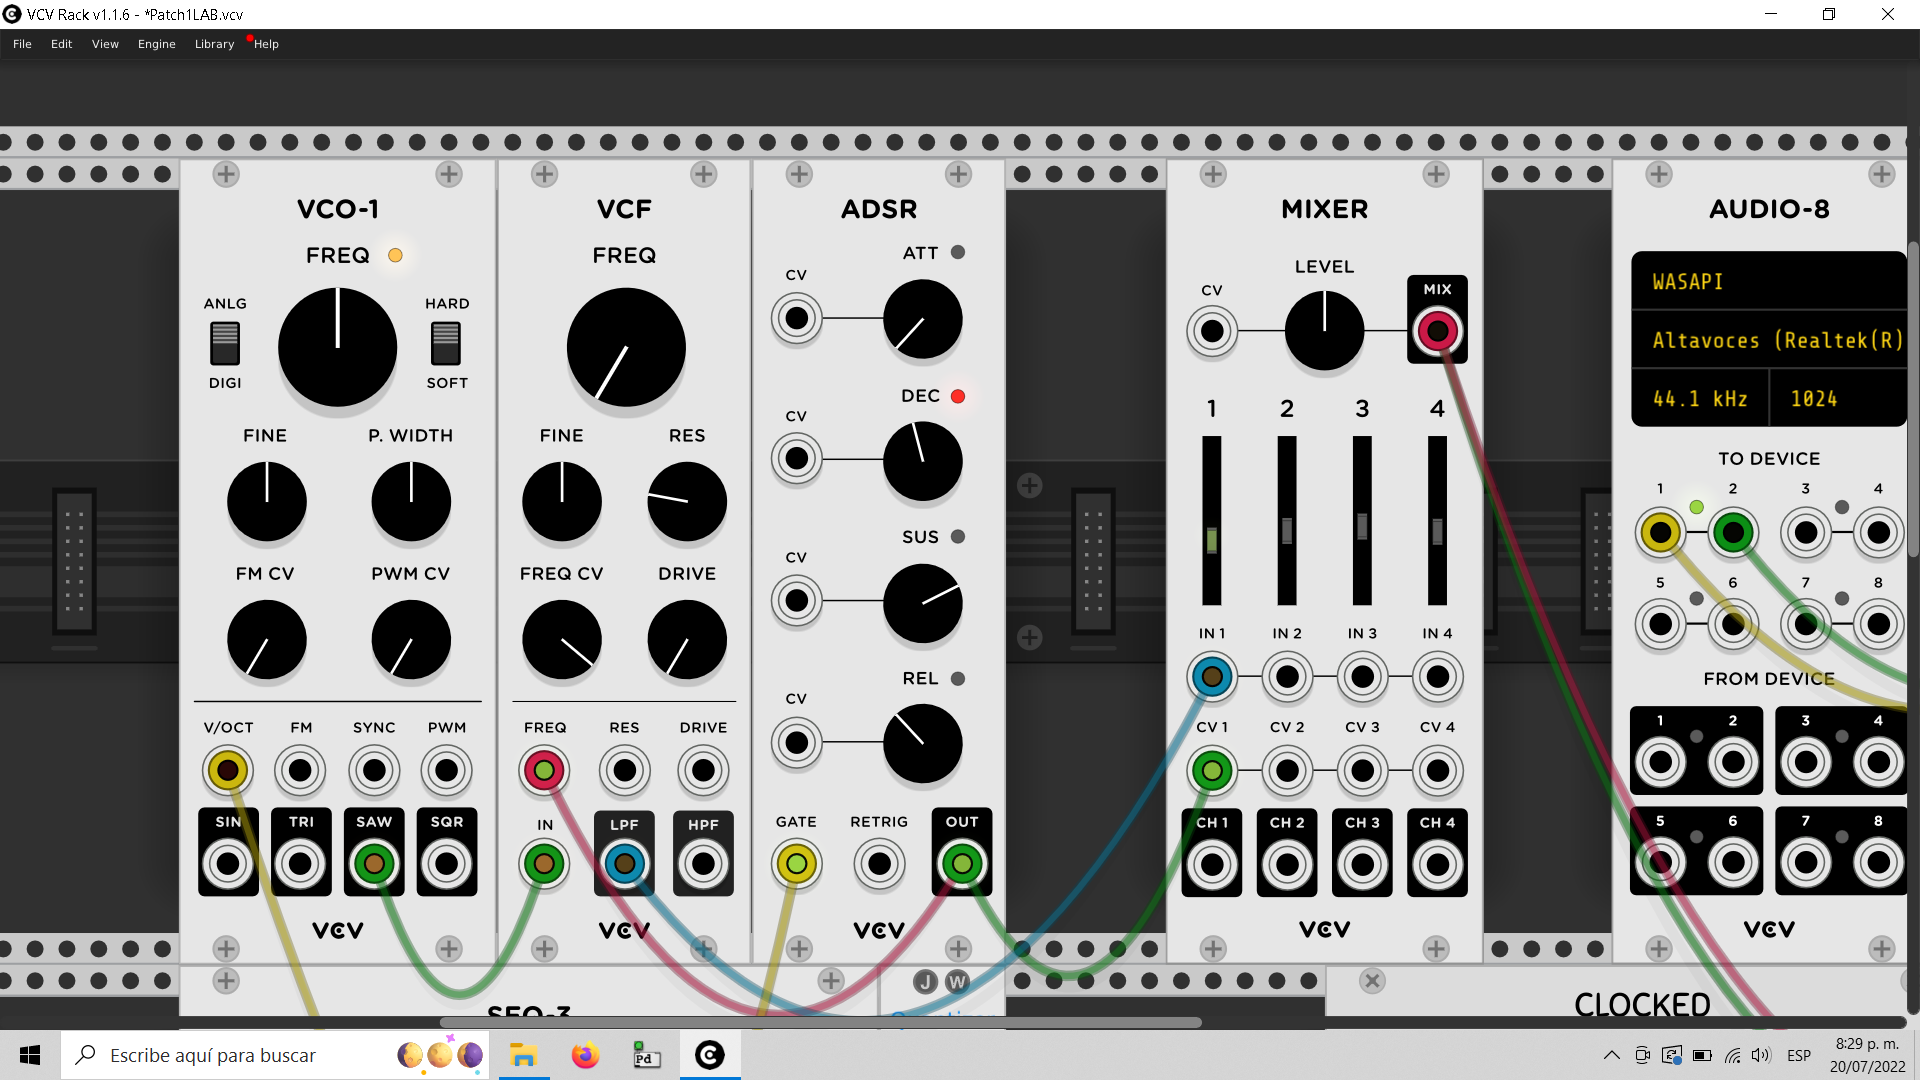 VCV Rack v1.1.6 - *Patch1LAB.vcv
File Edit View Engine Library Help
VCO-1
FREQ
ANLG
HARD
DIGI
SOFT
FINE
P. WIDTH
FM CV
PWM CV
V/OCT
FM
SYNC
PWM
SIN
TRI
SAW
SQR
VCV
VCF
FREQ
FINE
RES
FREQ CV
DRIVE
FREQ
RES
DRIVE
IN
LPF
HPF
VCV
ADSR
ATT
CV
DEC
CV
SUS
CV
REL
CV
GATE
RETRIG
OUT
VCV
MIXER
LEVEL
CV
MIX
1 2 3 4
IN 1 IN 2 IN 3 IN 4
CV 1 CV 2 CV 3 CV 4
CH 1 CH 2 CH 3 CH 4
VCV
AUDIO-8
WASAPI
Altavoces (Realtek(R)
44.1 kHz 1024
TO DEVICE
1 2 3 4
5 6 7 8
FROM DEVICE
1 2 3 4
5 6 7 8
VCV
SEQ-3
J W
CLOCKED
Escribe aquí para buscar
Pd
ESP
8:29 p. m.
20/07/2022